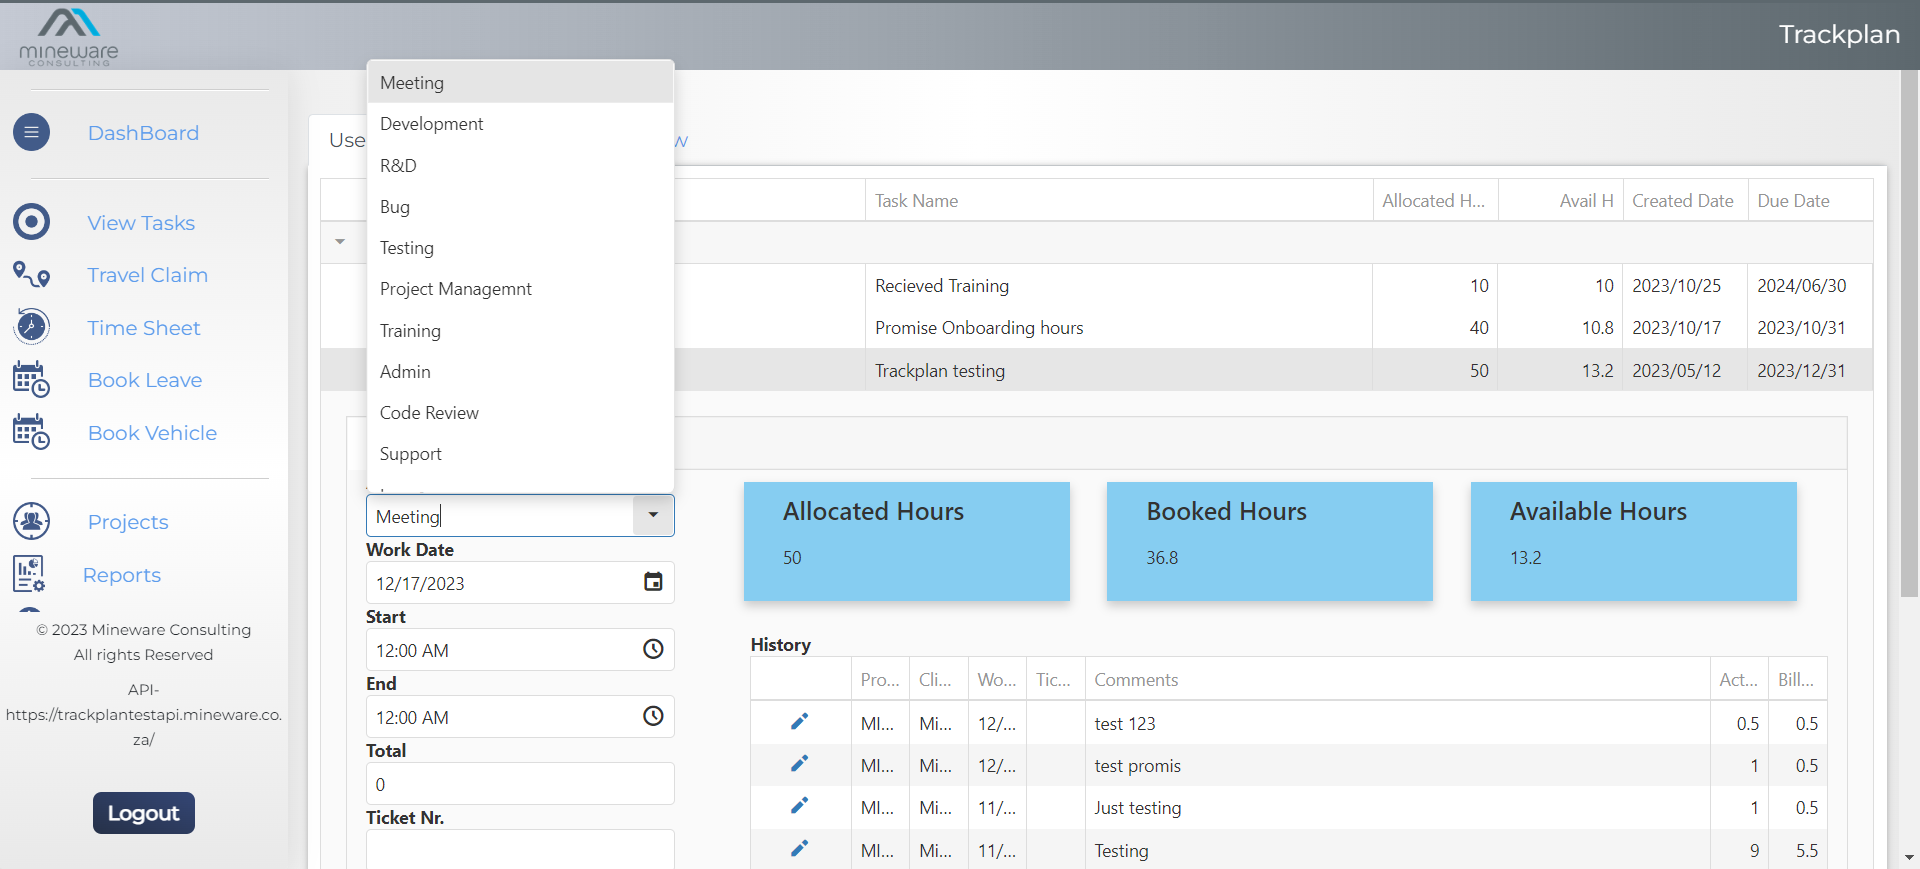 mineware
CONSULTING
Trackplan
DashBoard
View Tasks
Travel Claim
Time Sheet
Book Leave
Book Vehicle
Projects
Reports
© 2023 Mineware Consulting
All rights Reserved
API-
https://trackplantestapi.mineware.co.
za/
Logout
Use
w
Meeting
Development
R&D
Bug
Testing
Project Managemnt
Training
Admin
Code Review
Support
Task Name Allocated H... Avail H Created Date Due Date
Recieved Training 10 10 2023/10/25 2024/06/30
Promise Onboarding hours 40 10.8 2023/10/17 2023/10/31
Trackplan testing 50 13.2 2023/05/12 2023/12/31
Meeting
Work Date
12/17/2023
Start
12:00 AM
End
12:00 AM
Total
0
Ticket Nr.
Allocated Hours
50
Booked Hours
36.8
Available Hours
13.2
History
Pro... Cli... Wo... Tic... Comments Act... Bill...
MI... Mi... 12/... test 123 0.5 0.5
MI... Mi... 12/... test promis 1 0.5
MI... Mi... 11/... Just testing 1 0.5
MI... Mi... 11/... Testing 9 5.5